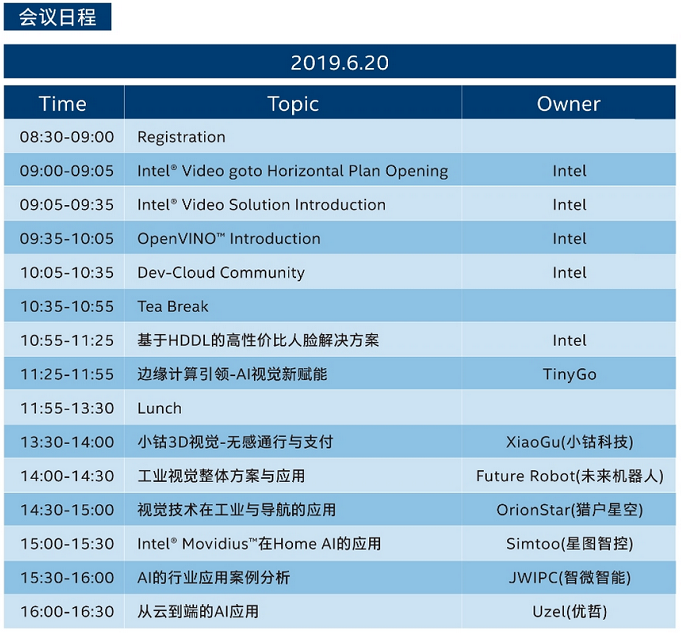 会议日程
2019.6.20
Time Topic Owner
08:30-09:00 Registration
09:00-09:05 Intel® Video goto Horizontal Plan Opening Intel
09:05-09:35 Intel® Video Solution Introduction Intel
09:35-10:05 OpenVINO™ Introduction Intel
10:05-10:35 Dev-Cloud Community Intel
10:35-10:55 Tea Break
10:55-11:25 基于HDDL的高性价比人脸解决方案 Intel
11:25-11:55 边缘计算引领-AI视觉新赋能 TinyGo
11:55-13:30 Lunch
13:30-14:00 小钴3D视觉-无感通行与支付 XiaoGu(小钴科技)
14:00-14:30 工业视觉整体方案与应用 Future Robot(未来机器人)
14:30-15:00 视觉技术在工业与导航的应用 OrionStar(猎户星空)
15:00-15:30 Intel® Movidius™在Home AI的应用 Simtoo(星图智控)
15:30-16:00 AI的行业应用案例分析 JWIPC(智微智能)
16:00-16:30 从云到端的AI应用 Uzel(优哲)